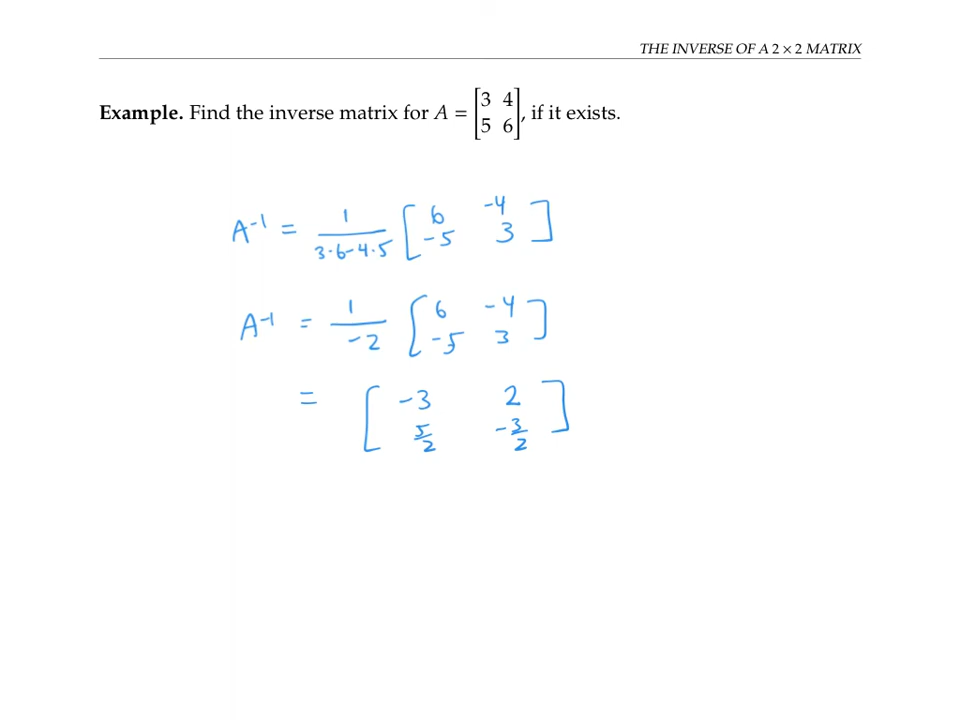 THE INVERSE OF A 2 × 2 MATRIX
Example. Find the inverse matrix for A = [3 4; 5 6], if it exists.
A⁻¹ = 1/(3·6-4·5) [6 -4; -5 3]
A⁻¹ = 1/-2 [6 -4; -5 3]
= [-3 2; 5/2 -3/2]